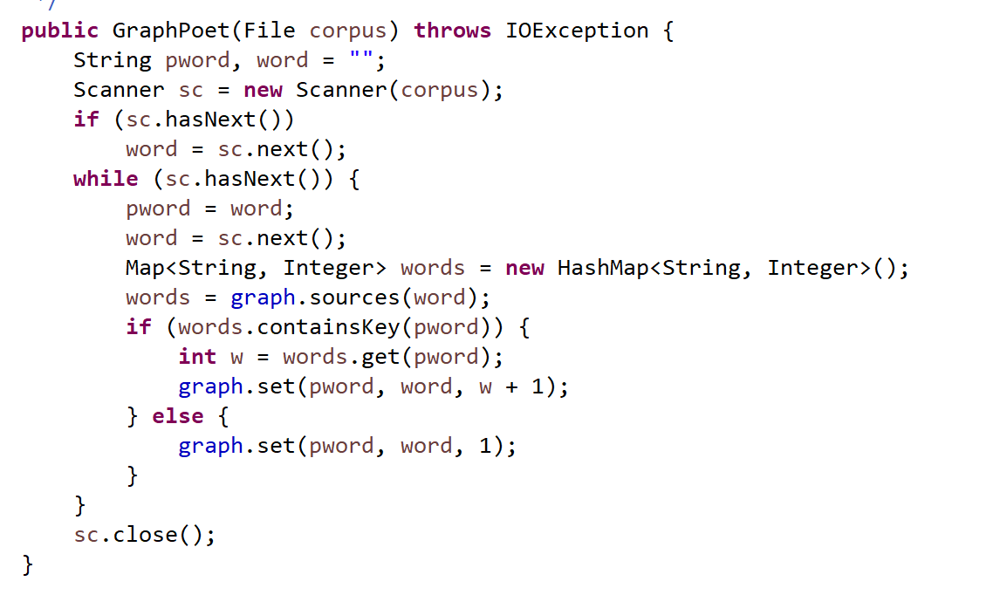 */
public GraphPoet(File corpus) throws IOException {
    String pword, word = "";
    Scanner sc = new Scanner(corpus);
    if (sc.hasNext())
        word = sc.next();
    while (sc.hasNext()) {
        pword = word;
        word = sc.next();
        Map<String, Integer> words = new HashMap<String, Integer>();
        words = graph.sources(word);
        if (words.containsKey(pword)) {
            int w = words.get(pword);
            graph.set(pword, word, w + 1);
        } else {
            graph.set(pword, word, 1);
        }
    }
    sc.close();
}